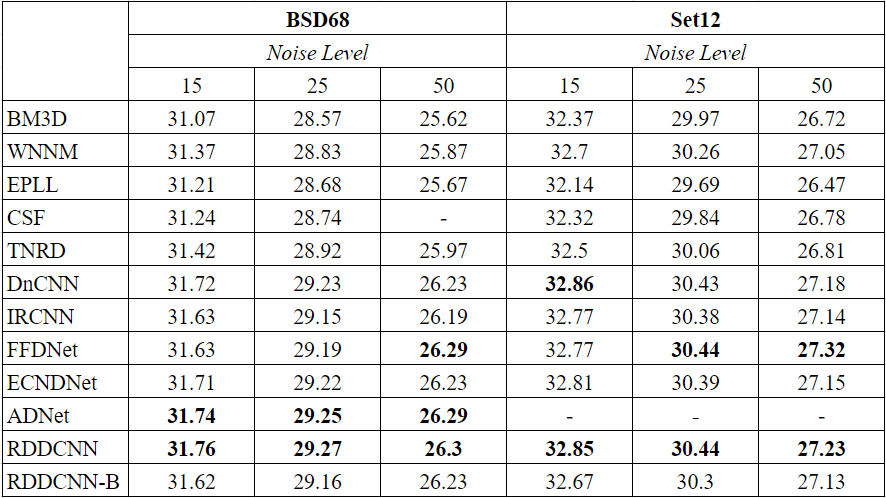 BSD68 Set12
Noise Level Noise Level
15 25 50 15 25 50
BM3D 31.07 28.57 25.62 32.37 29.97 26.72
WNNM 31.37 28.83 25.87 32.7 30.26 27.05
EPLL 31.21 28.68 25.67 32.14 29.69 26.47
CSF 31.24 28.74 - 32.32 29.84 26.78
TNRD 31.42 28.92 25.97 32.5 30.06 26.81
DnCNN 31.72 29.23 26.23 32.86 30.43 27.18
IRCNN 31.63 29.15 26.19 32.77 30.38 27.14
FFDNet 31.63 29.19 26.29 32.77 30.44 27.32
ECNDNet 31.71 29.22 26.23 32.81 30.39 27.15
ADNet 31.74 29.25 26.29 - - -
RDDCNN 31.76 29.27 26.3 32.85 30.44 27.23
RDDCNN-B 31.62 29.16 26.23 32.67 30.3 27.13